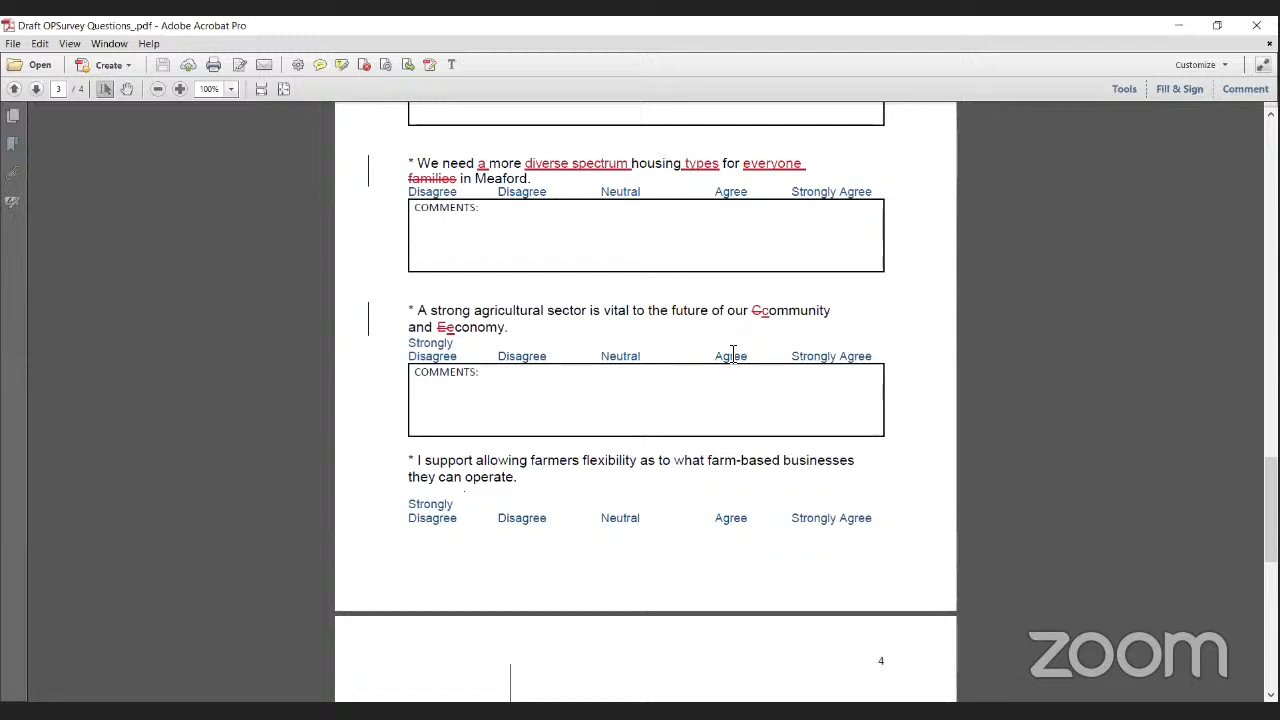 Draft OPSurvey Questions_.pdf - Adobe Acrobat Pro
File Edit View Window Help
Open Create Customize
3 / 4 100% Tools Fill & Sign Comment
* We need a more diverse spectrum housing types for everyone
families in Meaford.
Disagree Disagree Neutral Agree Strongly Agree
COMMENTS:
* A strong agricultural sector is vital to the future of our Ccommunity
and Eeconomy.
Strongly
Disagree Disagree Neutral Agree Strongly Agree
COMMENTS:
* I support allowing farmers flexibility as to what farm-based businesses
they can operate.
Strongly
Disagree Disagree Neutral Agree Strongly Agree
4
zoom